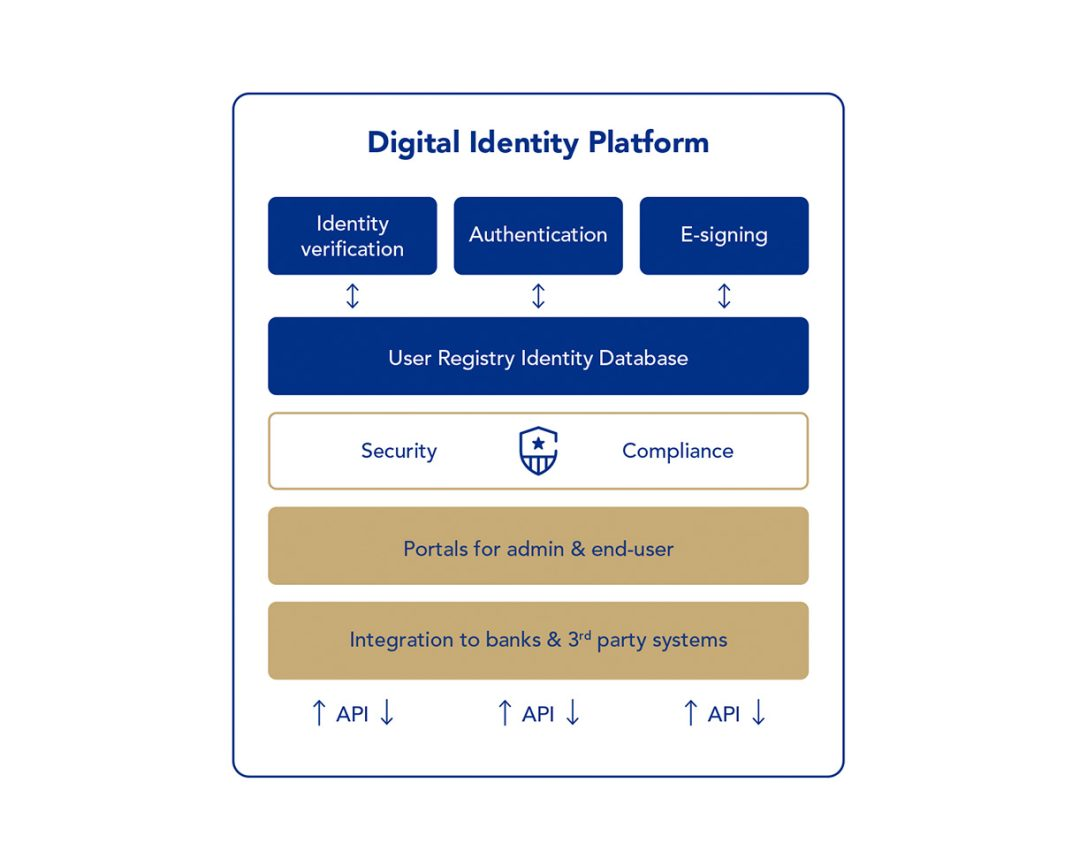 Digital Identity Platform
Identity
verification
Authentication
E-signing
User Registry Identity Database
Security
Compliance
Portals for admin & end-user
Integration to banks & 3rd party systems
↑ API ↓
↑ API ↓
↑ API ↓